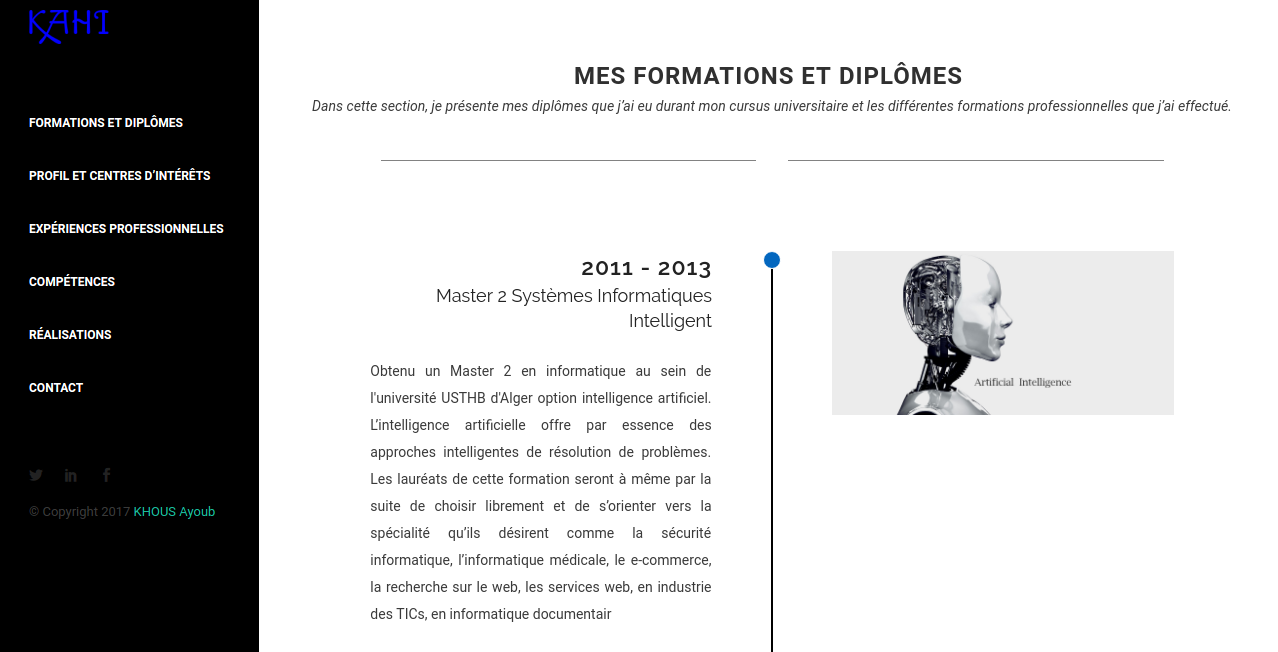 KAHI
FORMATIONS ET DIPLÔMES
PROFIL ET CENTRES D'INTÉRÊTS
EXPÉRIENCES PROFESSIONNELLES
COMPÉTENCES
RÉALISATIONS
CONTACT
© Copyright 2017 KHOUS Ayoub
MES FORMATIONS ET DIPLÔMES
Dans cette section, je présente mes diplômes que j'ai eu durant mon cursus universitaire et les différentes formations professionnelles que j'ai effectué.
2011 - 2013
Master 2 Systèmes Informatiques
Intelligent
Obtenu un Master 2 en informatique au sein de
l'université USTHB d'Alger option intelligence artificiel.
L'intelligence artificielle offre par essence des
approches intelligentes de résolution de problèmes.
Les lauréats de cette formation seront à même par la
suite de choisir librement et de s'orienter vers la
spécialité qu'ils désirent comme la sécurité
informatique, l'informatique médicale, le e-commerce,
la recherche sur le web, les services web, en industrie
des TICs, en informatique documentair
Artificial Intelligence